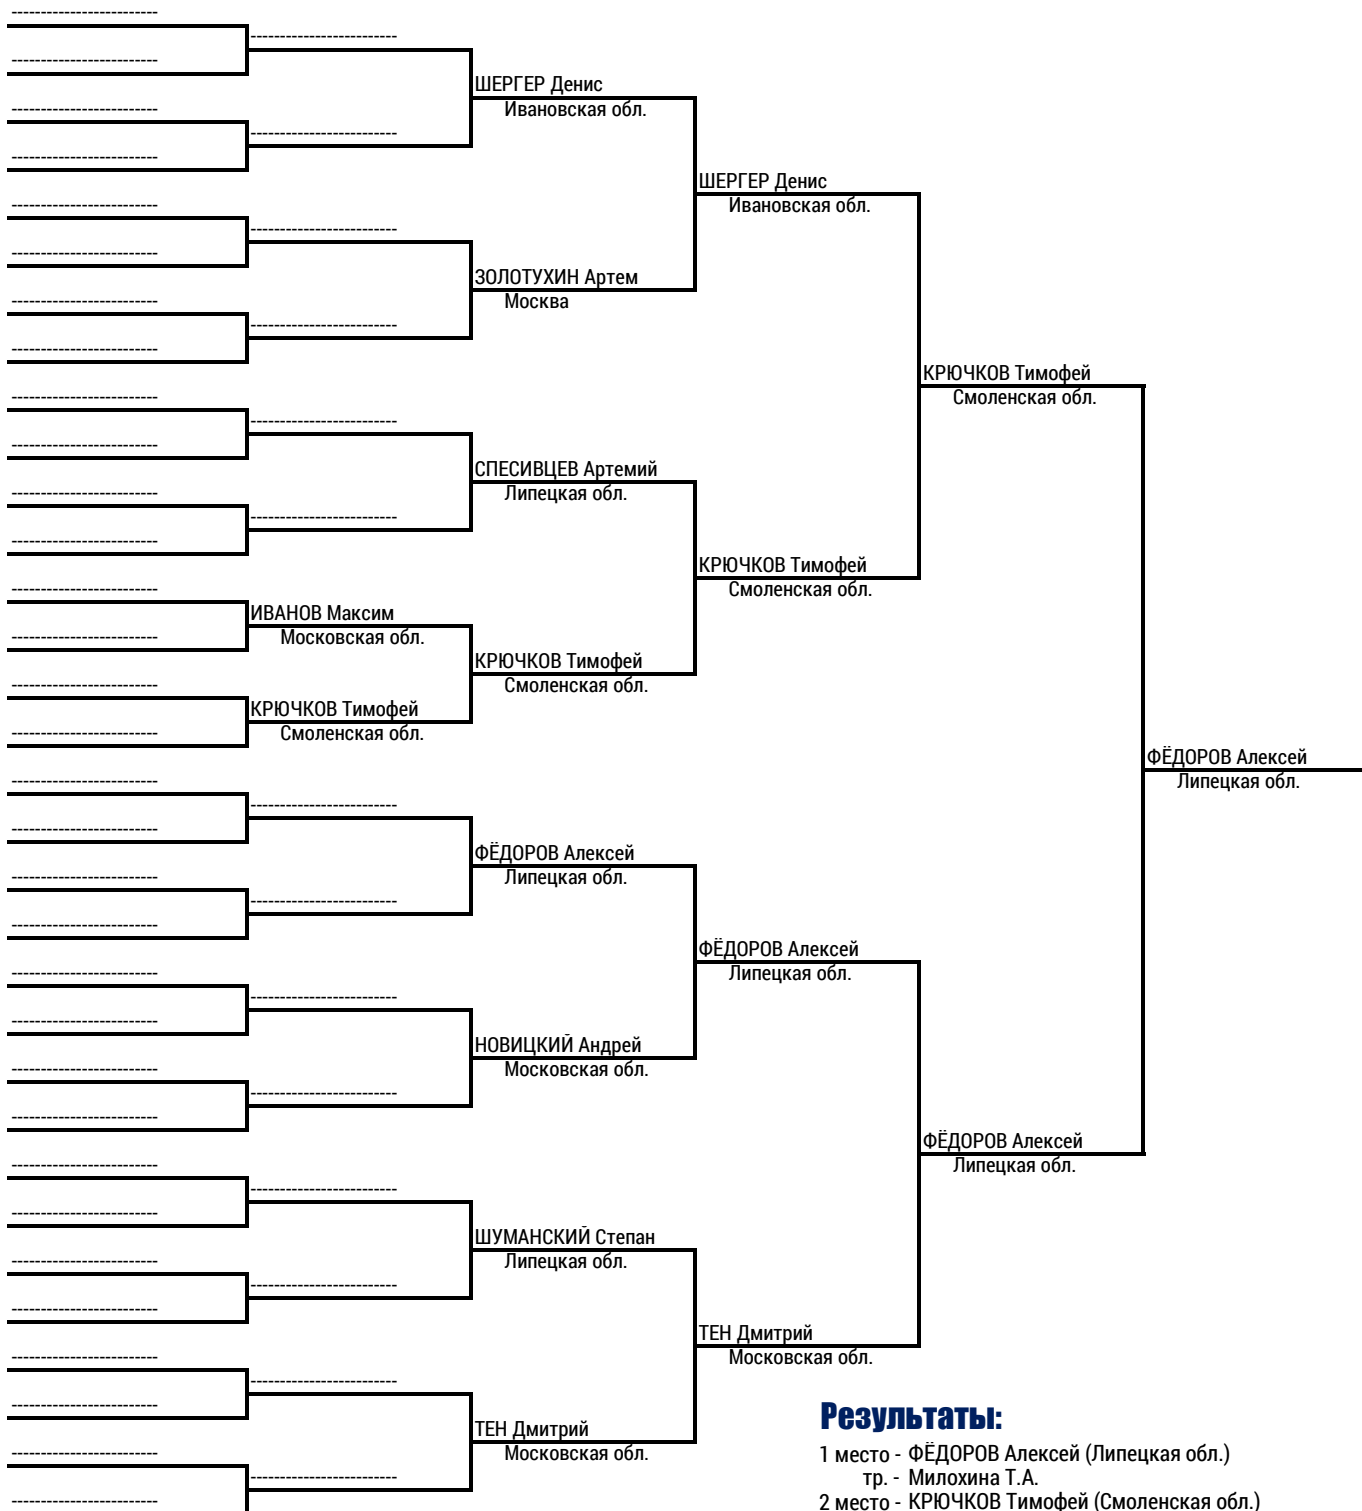 ШЕРГЕР Денис
Ивановская обл.
ШЕРГЕР Денис
Ивановская обл.
ЗОЛОТУХИН Артем
Москва
КРЮЧКОВ Тимофей
Смоленская обл.
СПЕСИВЦЕВ Артемий
Липецкая обл.
КРЮЧКОВ Тимофей
Смоленская обл.
ИВАНОВ Максим
Московская обл.
КРЮЧКОВ Тимофей
Смоленская обл.
КРЮЧКОВ Тимофей
Смоленская обл.
ФЁДОРОВ Алексей
Липецкая обл.
ФЁДОРОВ Алексей
Липецкая обл.
ФЁДОРОВ Алексей
Липецкая обл.
НОВИЦКИЙ Андрей
Московская обл.
ФЁДОРОВ Алексей
Липецкая обл.
ШУМАНСКИЙ Степан
Липецкая обл.
ТЕН Дмитрий
Московская обл.
ТЕН Дмитрий
Московская обл.
Результаты:
1 место - ФЁДОРОВ Алексей (Липецкая обл.)
тр. - Милохина Т.А.
2 место - КРЮЧКОВ Тимофей (Смоленская обл.)